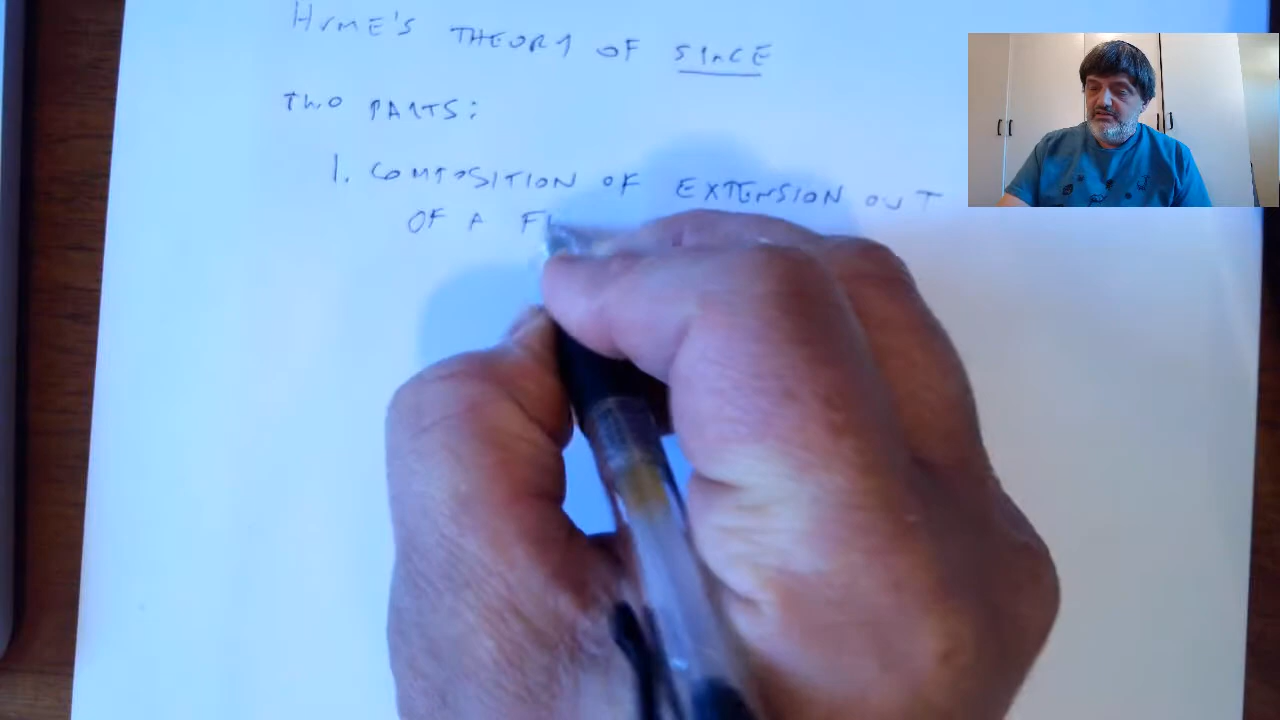 HUME'S THEORY OF SPACE
TWO PARTS:
1. COMPOSITION OF EXTENSION OUT
OF A